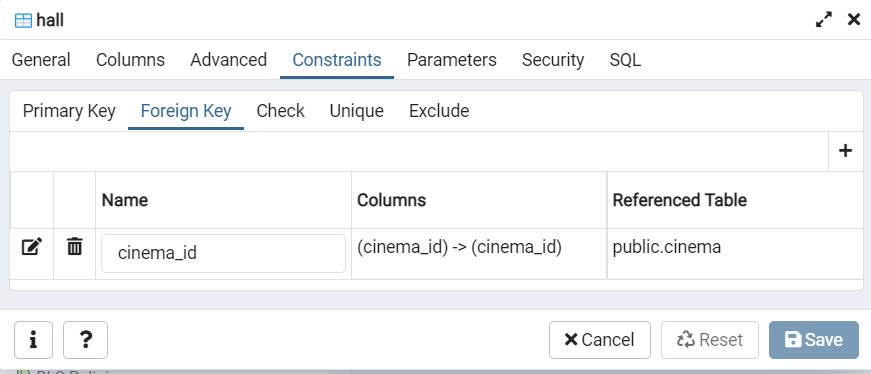 hall
General Columns Advanced Constraints Parameters Security SQL
Primary Key Foreign Key Check Unique Exclude
+
Name Columns Referenced Table
cinema_id (cinema_id) -> (cinema_id) public.cinema
i ? Cancel Reset Save